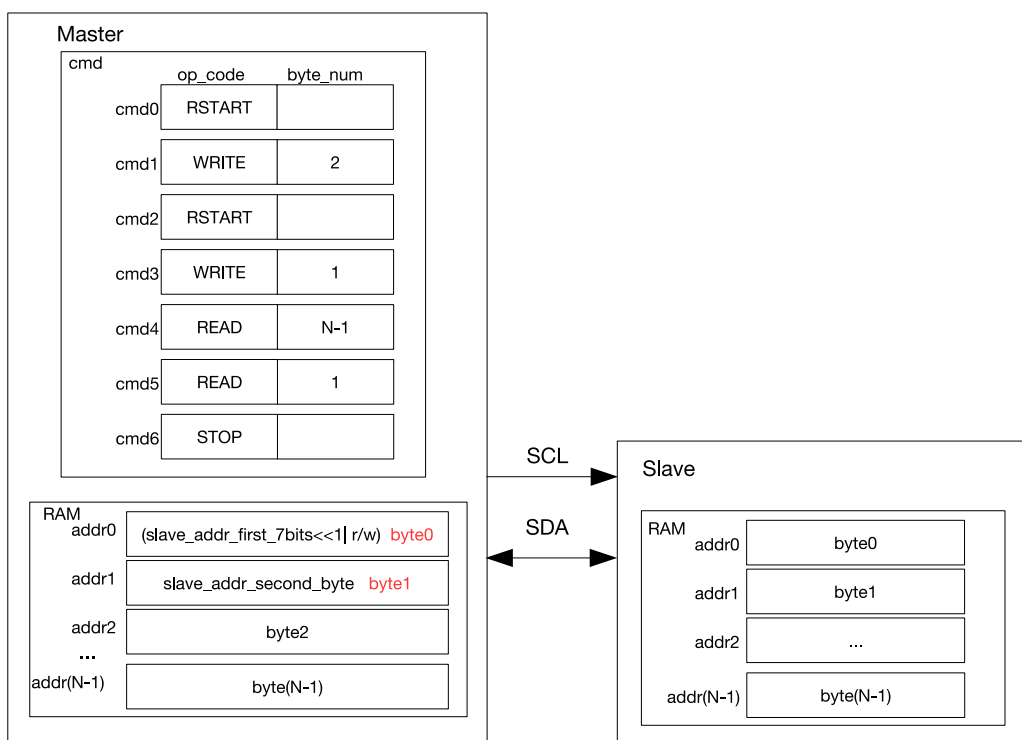 Master
cmd
op_code byte_num
cmd0 RSTART
cmd1 WRITE 2
cmd2 RSTART
cmd3 WRITE 1
cmd4 READ N-1
cmd5 READ 1
cmd6 STOP
RAM
addr0 (slave_addr_first_7bits<<1| r/w) byte0
addr1 slave_addr_second_byte byte1
addr2 byte2
...
addr(N-1) byte(N-1)
SCL
SDA
Slave
RAM
addr0 byte0
addr1 byte1
addr2 ...
addr(N-1) byte(N-1)